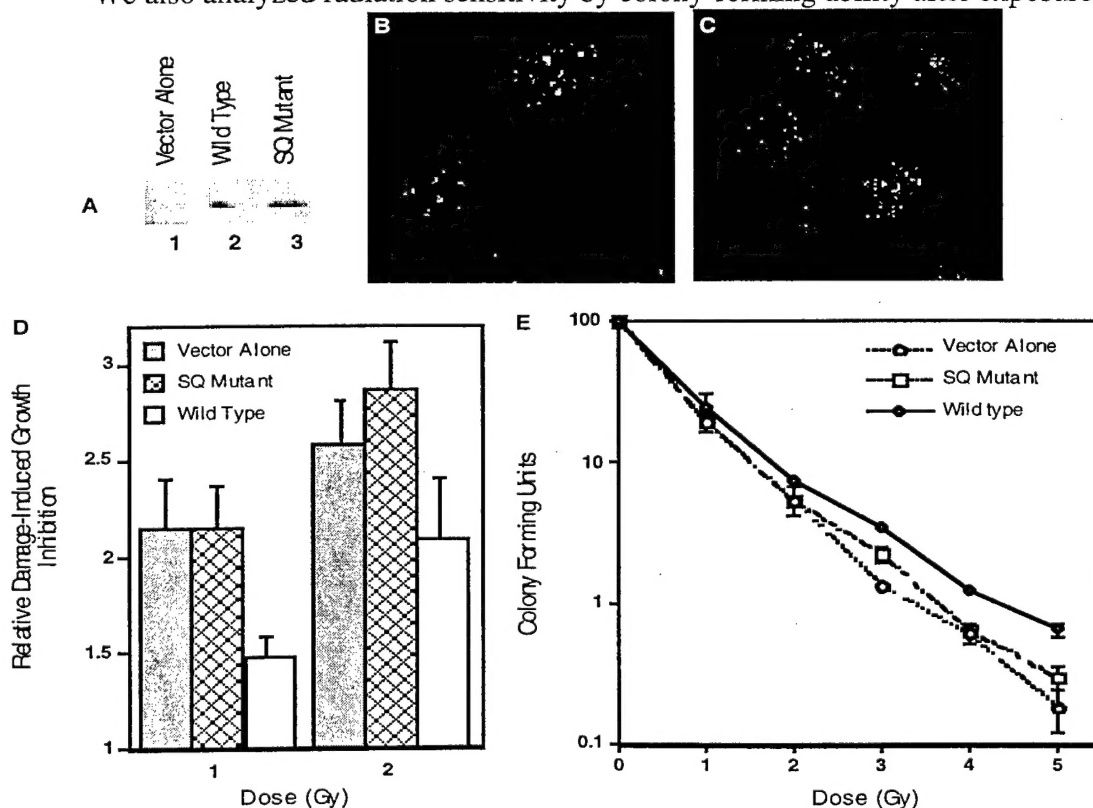 We also analyzed radiation sensitivity by colony forming ability after exposure
B
C
Vector Alone
Wild Type
SQ Mutant
A
1 2 3
D
Vector Alone
SQ Mutant
Wild Type
3
2.5
2
1.5
1
Relative Damage-Induced Growth
Inhibition
1 2
Dose (Gy)
E
Vector Alone
SQ Mutant
Wild type
100
10
1
0.1
Colony Forming Units
0 1 2 3 4 5
Dose (Gy)